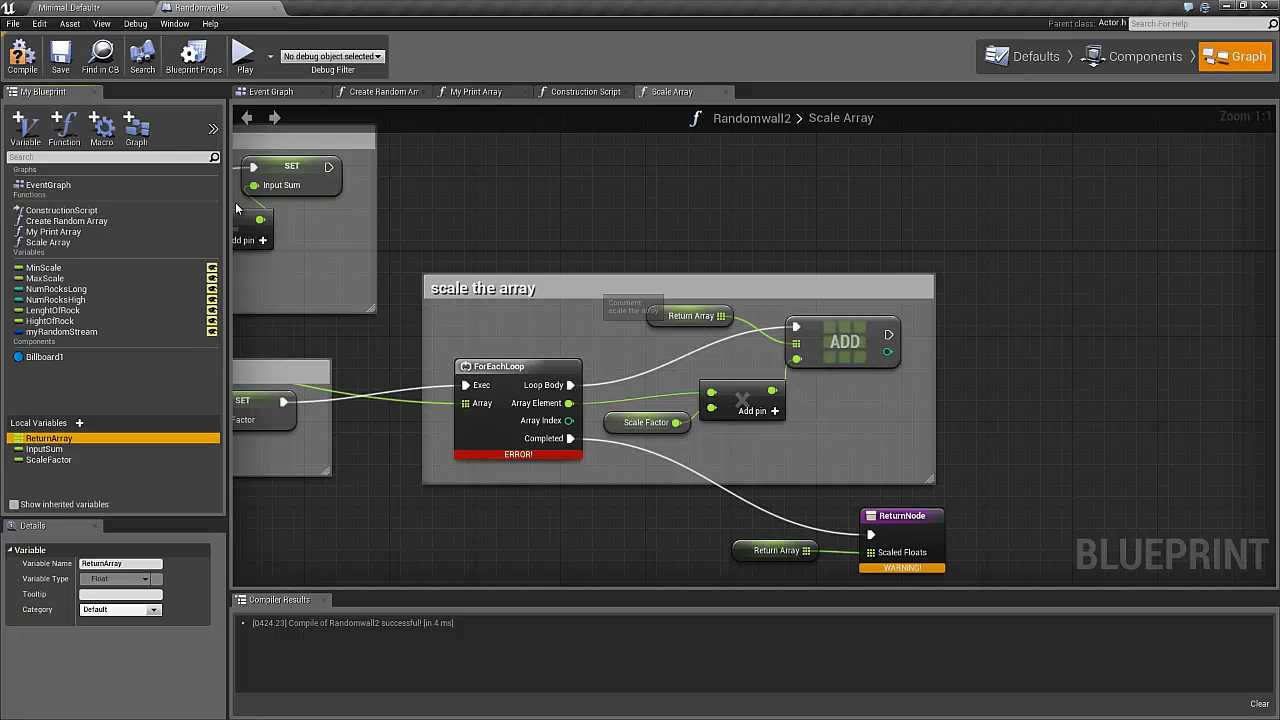 Minimal_Default*
Randomwall2*
File Edit Asset View Debug Window Help
Parent class: Actor.h
Search For Help
Compile
Save
Find in CB
Search
Blueprint Props
Play
No debug object selected
Debug Filter
Defaults
Components
Graph
My Blueprint
Event Graph
Create Random Arr
My Print Array
Construction Script
Scale Array
Variable
Function
Macro
Graph
Search
Graphs
EventGraph
Functions
ConstructionScript
Create Random Array
My Print Array
Scale Array
Variables
MinScale
MaxScale
NumRocksLong
NumRocksHigh
LenghtOfRock
HightOfRock
myRandomStream
Components
Billboard1
Local Variables
ReturnArray
InputSum
ScaleFactor
Show inherited variables
Details
Variable
Variable Name ReturnArray
Variable Type Float
Tooltip
Category Default
Randomwall2 > Scale Array
Zoom 1:1
SET
Input Sum
dd pin +
scale the array
Comment
scale the array
Return Array
ADD
ForEachLoop
Exec Loop Body
Array Array Element
Array Index
Completed
ERROR!
SET
Factor
Scale Factor
Add pin +
ReturnNode
Return Array
Scaled Floats
WARNING!
BLUEPRINT
Compiler Results
[0424.23] Compile of Randomwall2 successful! [in 4 ms]
Clear